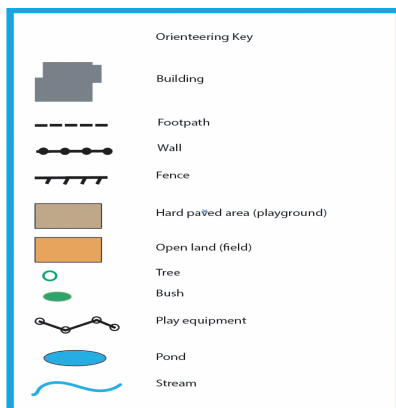 Orienteering Key
Building
Footpath
Wall
Fence
Hard paved area (playground)
Open land (field)
Tree
Bush
Play equipment
Pond
Stream